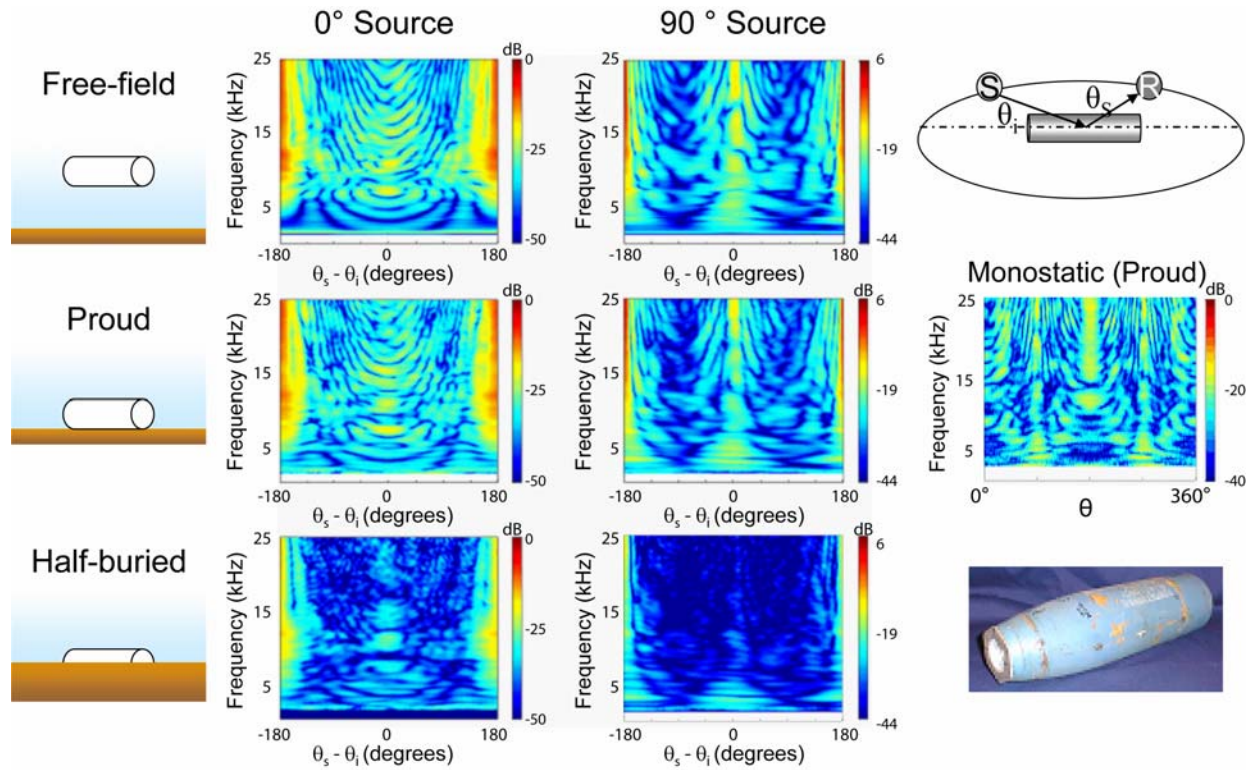 0° Source
90 ° Source
Free-field
Proud
Half-buried
Frequency (kHz)
25
15
5
-180
0
180
θs - θi (degrees)
dB
0
-25
-50
Frequency (kHz)
25
15
5
-180
0
180
θs - θi (degrees)
6
-19
-44
S
R
θi
θs
Frequency (kHz)
25
15
5
-180
0
180
θs - θi (degrees)
dB
0
-25
-50
Frequency (kHz)
25
15
5
-180
0
180
θs - θi (degrees)
dB
6
-19
-44
Monostatic (Proud)
Frequency (kHz)
25
15
5
0°
360°
θ
dB
0
-20
-40
Frequency (kHz)
25
15
5
-180
0
180
θs - θi (degrees)
dB
0
-25
-50
Frequency (kHz)
25
15
5
-180
0
180
θs - θi (degrees)
dB
6
-19
-44